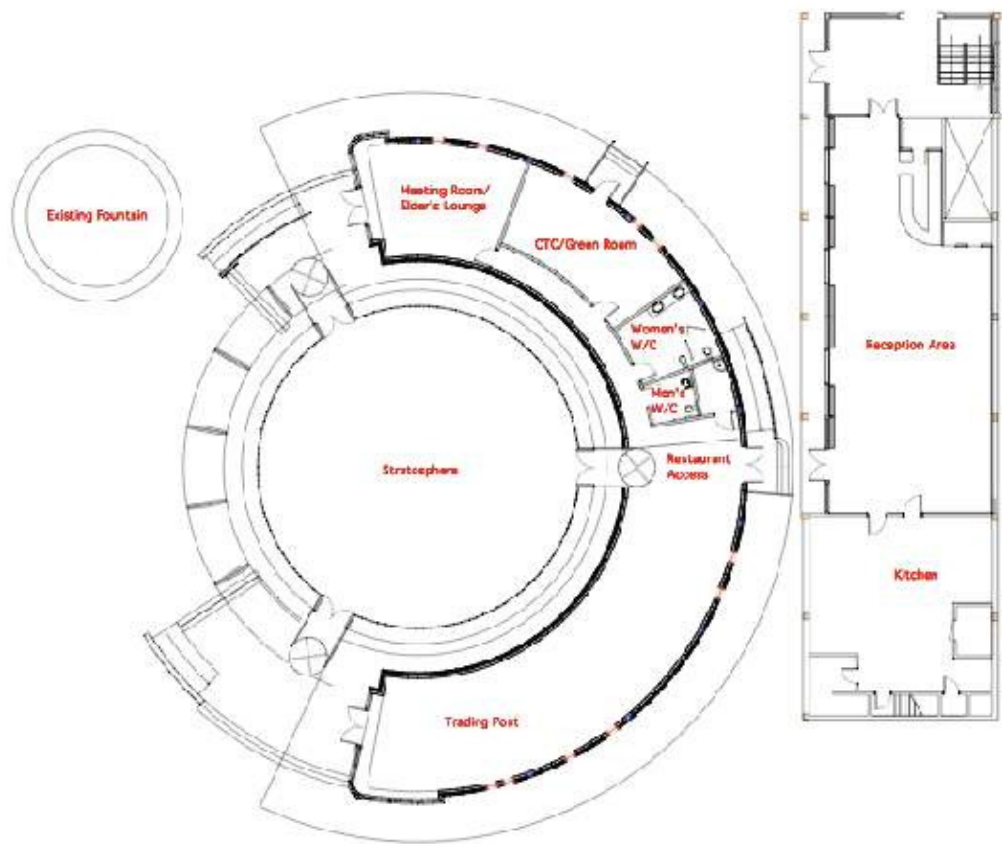 Existing Fountain
Meeting Room/
Elder's Lounge
CTC/Green Room
Women's
W/C
Men's
W/C
Reception Area
Stratosphere
Restaurant
Access
Kitchen
Trading Post